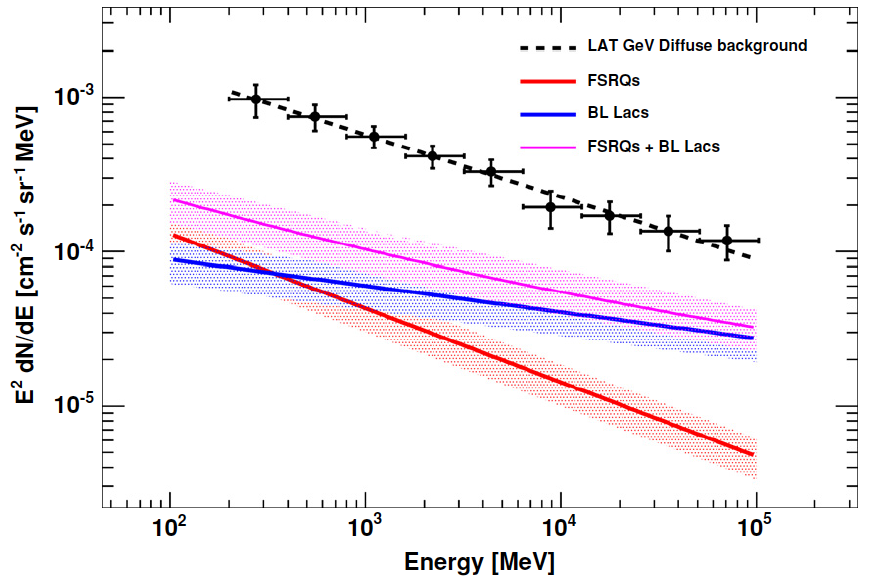 LAT GeV Diffuse background
FSRQs
BL Lacs
FSRQs + BL Lacs
E² dN/dE [cm⁻² s⁻¹ sr⁻¹ MeV]
10⁻³
10⁻⁴
10⁻⁵
10² 10³ 10⁴ 10⁵
Energy [MeV]